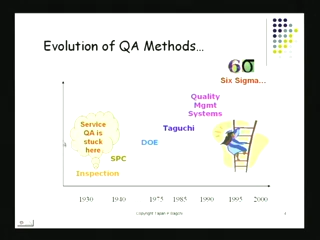 Evolution of QA Methods…
6σ
Six Sigma…
Quality
Mgmt
Systems
Service
QA is
stuck
here
Taguchi
DOE
SPC
Inspection
1930 1940 1975 1985 1990 1995 2000